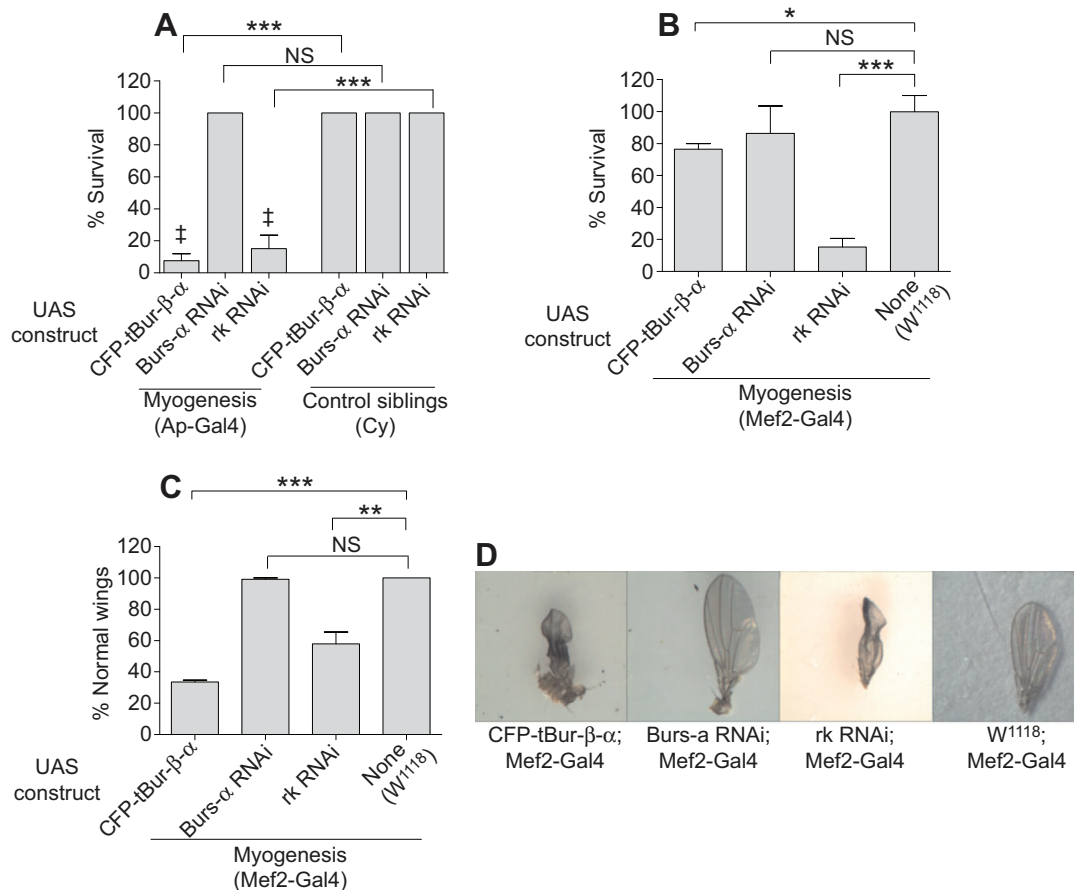 A
***
NS
***
% Survival
120
100
80
60
40
20
0
‡
‡
UAS
construct
CFP-tBur-β-α
Burs-α RNAi
rk RNAi
CFP-tBur-β-α
Burs-α RNAi
rk RNAi
Myogenesis
(Ap-Gal4)
Control siblings
(Cy)
B
*
NS
***
% Survival
120
100
80
60
40
20
0
UAS
construct
CFP-tBur-β-α
Burs-α RNAi
rk RNAi
None
(W1118)
Myogenesis
(Mef2-Gal4)
C
***
**
NS
% Normal wings
120
100
80
60
40
20
0
UAS
construct
CFP-tBur-β-α
Burs-α RNAi
rk RNAi
None
(W1118)
Myogenesis
(Mef2-Gal4)
D
CFP-tBur-β-α;
Mef2-Gal4
Burs-a RNAi;
Mef2-Gal4
rk RNAi;
Mef2-Gal4
W1118;
Mef2-Gal4